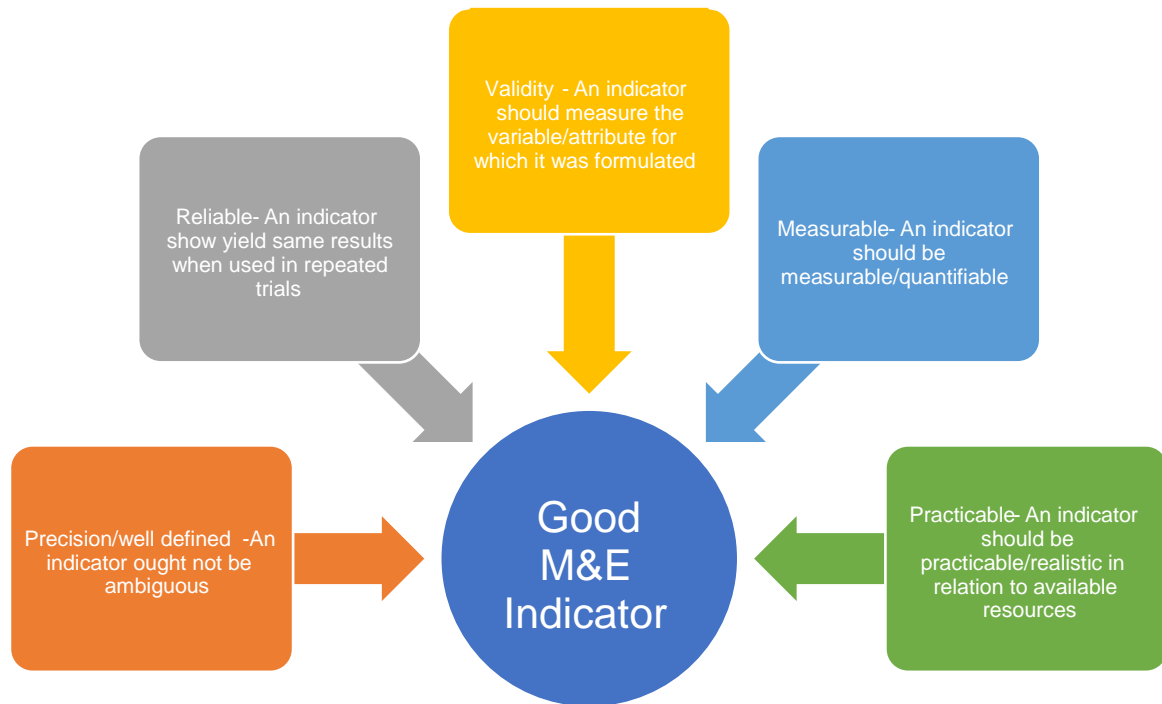 Validity - An indicator
should measure the
variable/attribute for
which it was formulated
Reliable- An indicator
show yield same results
when used in repeated
trials
Measurable- An indicator
should be
measurable/quantifiable
Precision/well defined -An
indicator ought not be
ambiguous
Good
M&E
Indicator
Practicable- An indicator
should be
practicable/realistic in
relation to available
resources